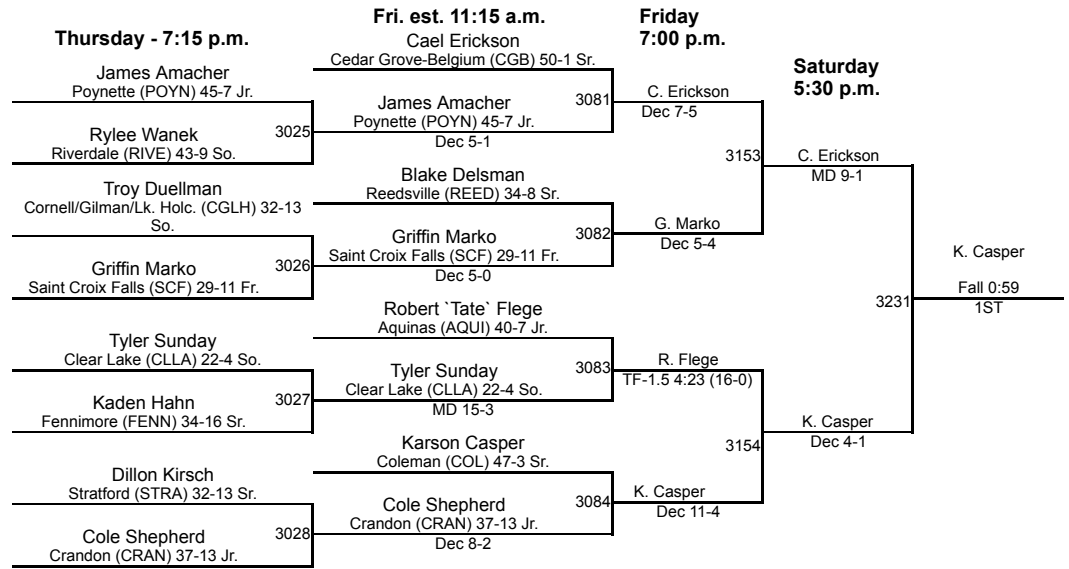 Thursday - 7:15 p.m.
James Amacher
Poynette (POYN) 45-7 Jr.
3025
Rylee Wanek
Riverdale (RIVE) 43-9 So.
Troy Duellman
Cornell/Gilman/Lk. Holc. (CGLH) 32-13
So.
3026
Griffin Marko
Saint Croix Falls (SCF) 29-11 Fr.
Tyler Sunday
Clear Lake (CLLA) 22-4 So.
3027
Kaden Hahn
Fennimore (FENN) 34-16 Sr.
Dillon Kirsch
Stratford (STRA) 32-13 Sr.
3028
Cole Shepherd
Crandon (CRAN) 37-13 Jr.
Fri. est. 11:15 a.m.
Cael Erickson
Cedar Grove-Belgium (CGB) 50-1 Sr.
3081
James Amacher
Poynette (POYN) 45-7 Jr.
Dec 5-1
Blake Delsman
Reedsville (REED) 34-8 Sr.
3082
Griffin Marko
Saint Croix Falls (SCF) 29-11 Fr.
Dec 5-0
Robert `Tate` Flege
Aquinas (AQUI) 40-7 Jr.
3083
Tyler Sunday
Clear Lake (CLLA) 22-4 So.
MD 15-3
Karson Casper
Coleman (COL) 47-3 Sr.
3084
Cole Shepherd
Crandon (CRAN) 37-13 Jr.
Dec 8-2
Friday
7:00 p.m.
C. Erickson
Dec 7-5
3153
G. Marko
Dec 5-4
R. Flege
TF-1.5 4:23 (16-0)
3154
K. Casper
Dec 11-4
Saturday
5:30 p.m.
C. Erickson
MD 9-1
3231
K. Casper
Dec 4-1
K. Casper
Fall 0:59
1ST